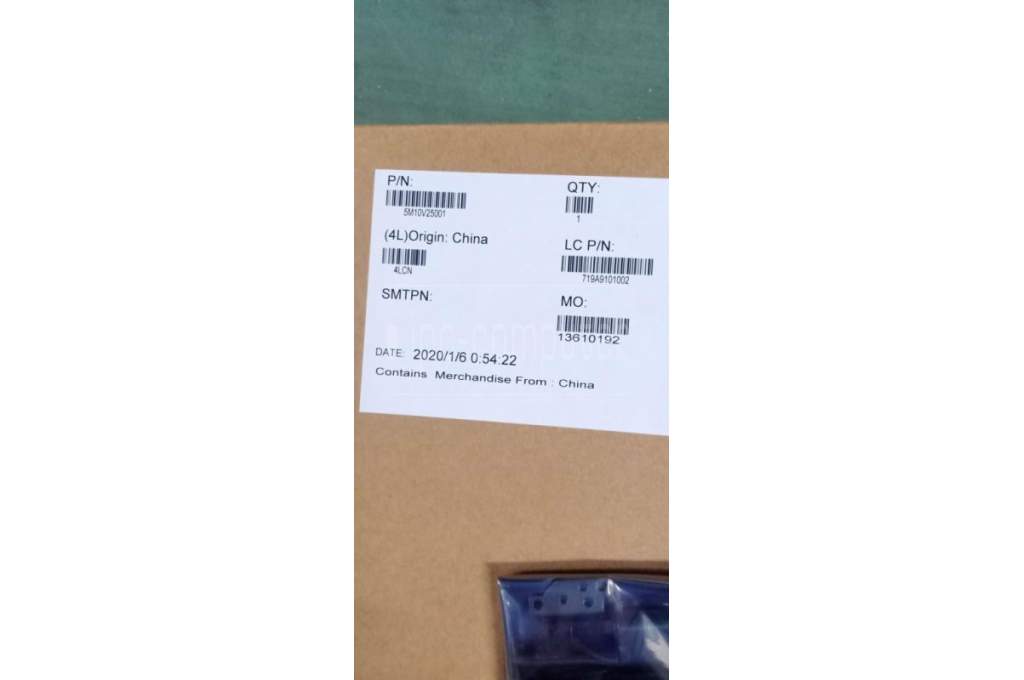 P/N:
5M10V25001
QTY:
1
(4L)Origin: China
4LCN
LC P/N:
719A9101002
SMTPN:
MO:
13610192
DATE: 2020/1/6 0:54:22
Contains Merchandise From : China